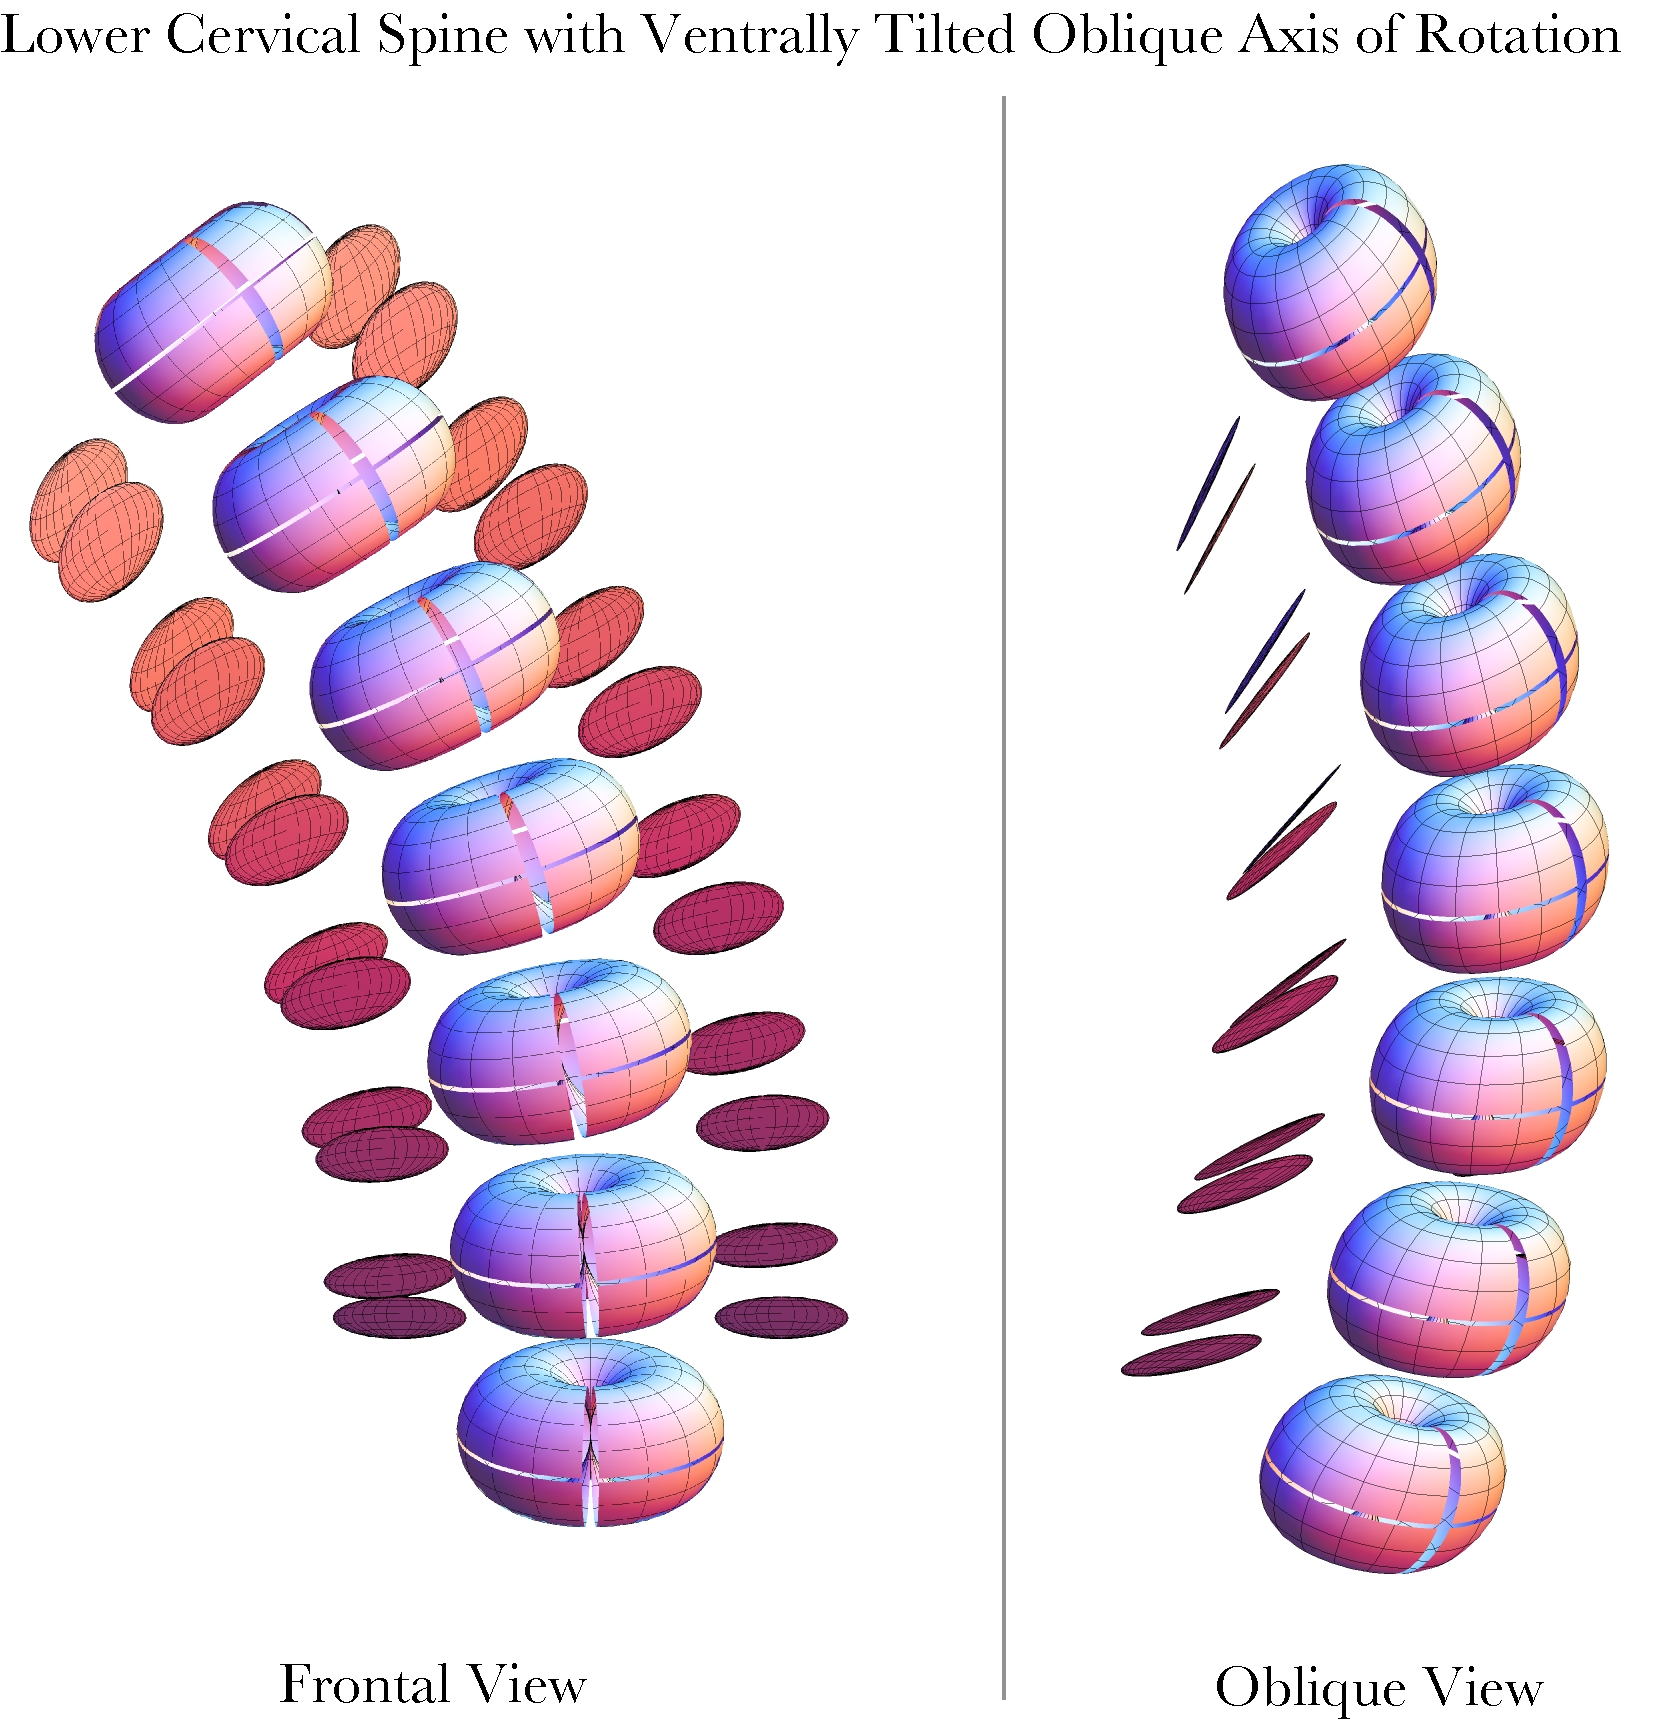 Lower Cervical Spine with Ventrally Tilted Oblique Axis of Rotation
Frontal View
Oblique View